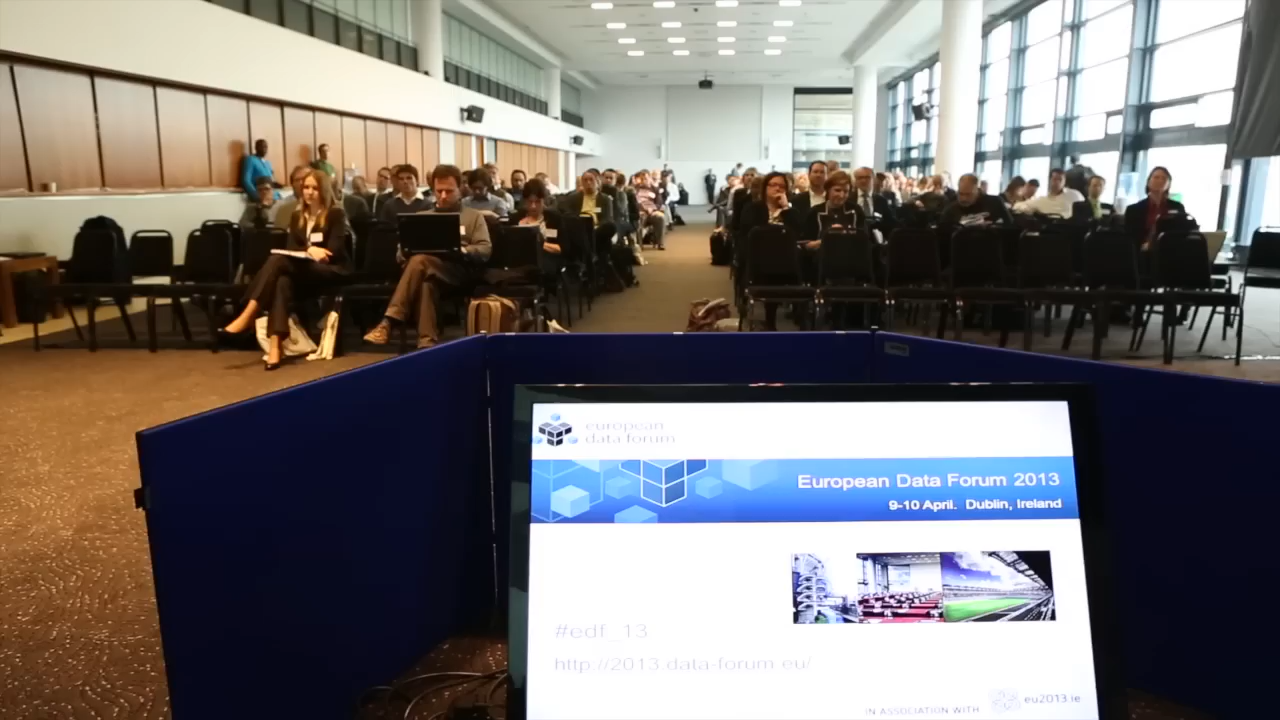 european
data forum
European Data Forum 2013
9-10 April. Dublin, Ireland
#edf_13
http://2013.data-forum.eu/
eu2013.ie
IN ASSOCIATION WITH